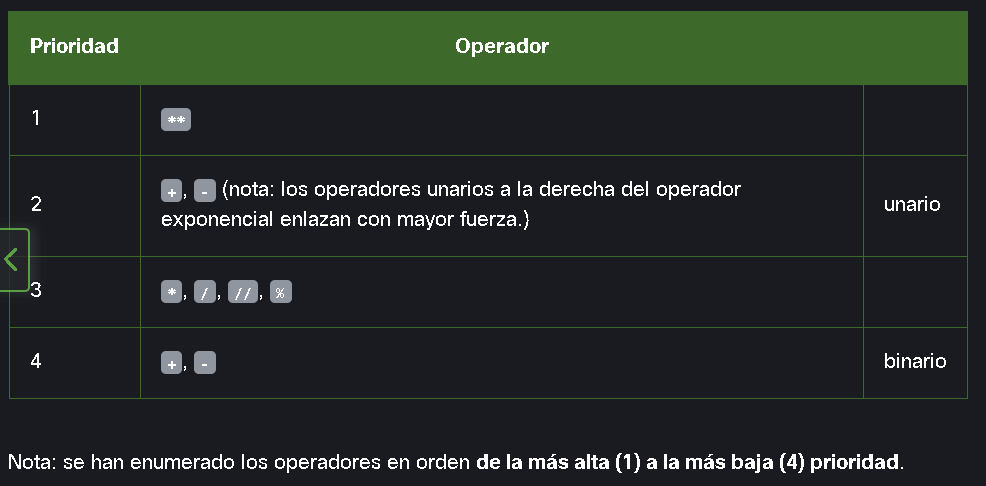 Prioridad Operador
1 **
2 +, - (nota: los operadores unarios a la derecha del operador
exponencial enlazan con mayor fuerza.) unario
3 *, /, //, %
4 +, - binario
Nota: se han enumerado los operadores en orden de la más alta (1) a la más baja (4) prioridad.